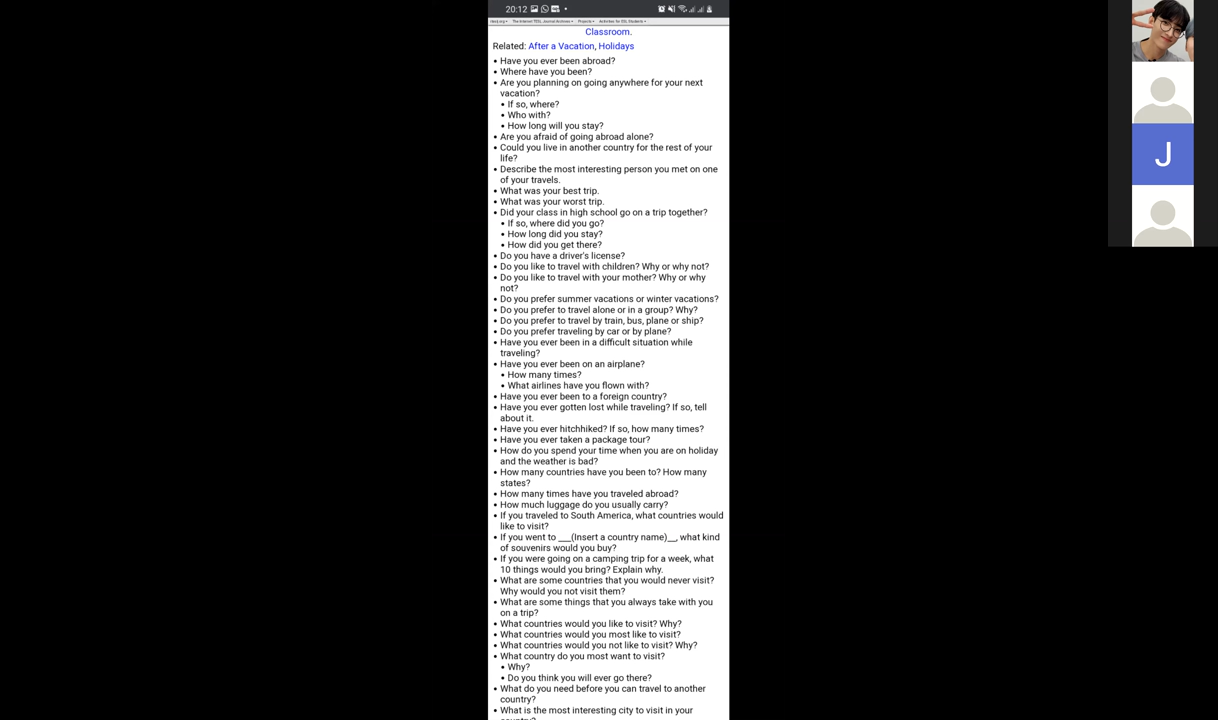 20:12
iteslj.org
The Internet TESL Journal Archives
Projects
Activities for ESL Students
Classroom.
Related: After a Vacation, Holidays
• Have you ever been abroad?
• Where have you been?
• Are you planning on going anywhere for your next
vacation?
• If so, where?
• Who with?
• How long will you stay?
• Are you afraid of going abroad alone?
• Could you live in another country for the rest of your
life?
• Describe the most interesting person you met on one
of your travels.
• What was your best trip.
• What was your worst trip.
• Did your class in high school go on a trip together?
• If so, where did you go?
• How long did you stay?
• How did you get there?
• Do you have a driver's license?
• Do you like to travel with children? Why or why not?
• Do you like to travel with your mother? Why or why
not?
• Do you prefer summer vacations or winter vacations?
• Do you prefer to travel alone or in a group? Why?
• Do you prefer to travel by train, bus, plane or ship?
• Do you prefer traveling by car or by plane?
• Have you ever been in a difficult situation while
traveling?
• Have you ever been on an airplane?
• How many times?
• What airlines have you flown with?
• Have you ever been to a foreign country?
• Have you ever gotten lost while traveling? If so, tell
about it.
• Have you ever hitchhiked? If so, how many times?
• Have you ever taken a package tour?
• How do you spend your time when you are on holiday
and the weather is bad?
• How many countries have you been to? How many
states?
• How many times have you traveled abroad?
• How much luggage do you usually carry?
• If you traveled to South America, what countries would
like to visit?
• If you went to ___(Insert a country name)__, what kind
of souvenirs would you buy?
• If you were going on a camping trip for a week, what
10 things would you bring? Explain why.
• What are some countries that you would never visit?
Why would you not visit them?
• What are some things that you always take with you
on a trip?
• What countries would you like to visit? Why?
• What countries would you most like to visit?
• What countries would you not like to visit? Why?
• What country do you most want to visit?
• Why?
• Do you think you will ever go there?
• What do you need before you can travel to another
country?
• What is the most interesting city to visit in your
country?
J